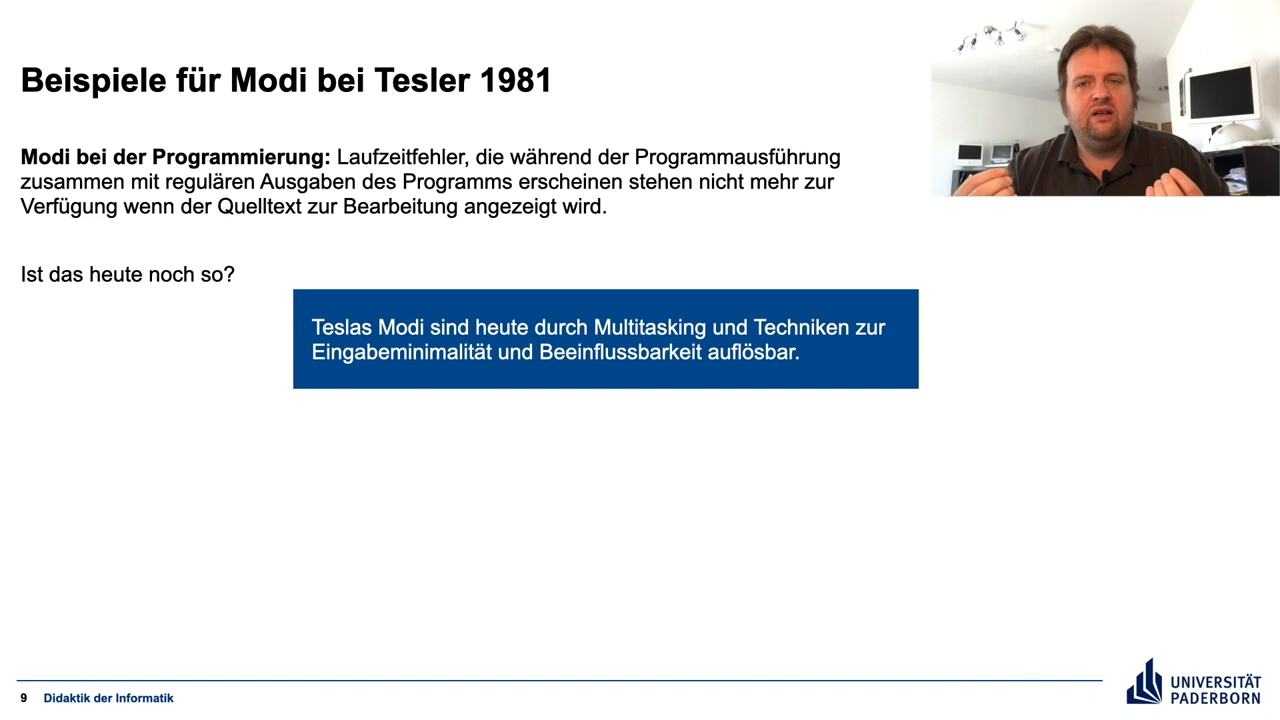 Beispiele für Modi bei Tesler 1981
Modi bei der Programmierung: Laufzeitfehler, die während der Programmausführung
zusammen mit regulären Ausgaben des Programms erscheinen stehen nicht mehr zur
Verfügung wenn der Quelltext zur Bearbeitung angezeigt wird.
Ist das heute noch so?
Teslas Modi sind heute durch Multitasking und Techniken zur
Eingabeminimalität und Beeinflussbarkeit auflösbar.
9 Didaktik der Informatik
UNIVERSITÄT
PADERBORN